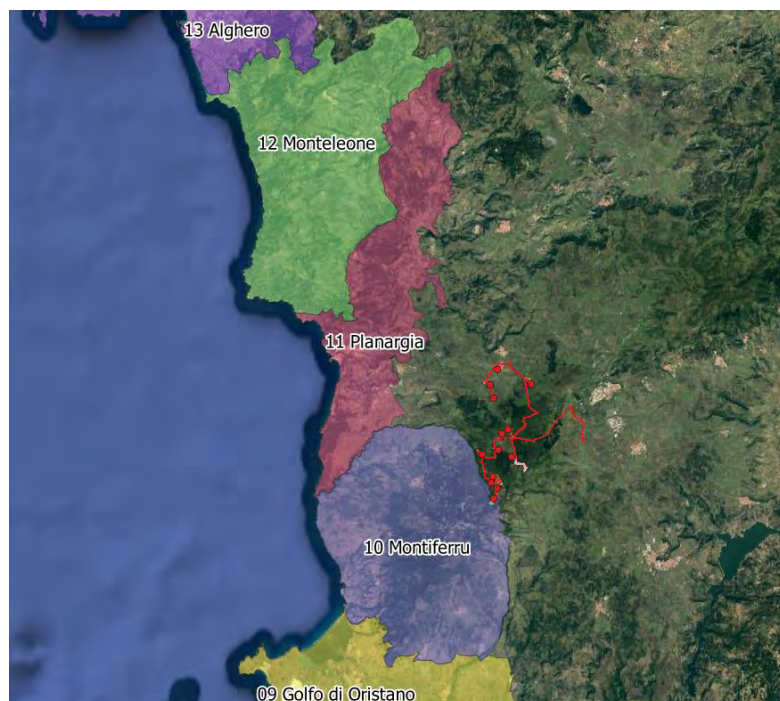 13 Alghero
12 Monteleone
11 Planargia
10 Montiferru
09 Golfo di Oristano